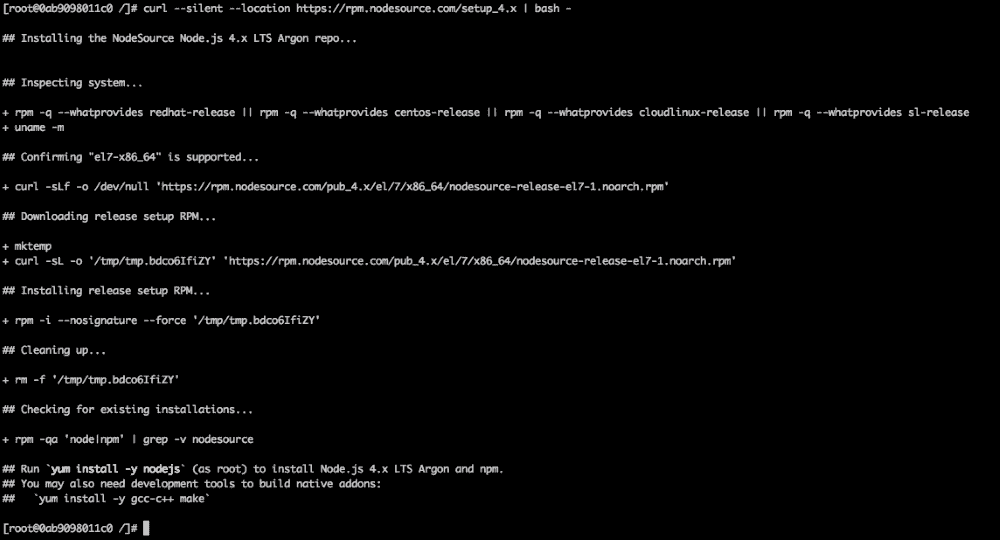 [root@0ab9098011c0 /]# curl --silent --location https://rpm.nodesource.com/setup_4.x | bash -
## Installing the NodeSource Node.js 4.x LTS Argon repo...
## Inspecting system...
+ rpm -q --whatprovides redhat-release || rpm -q --whatprovides centos-release || rpm -q --whatprovides cloudlinux-release || rpm -q --whatprovides sl-release
+ uname -m
## Confirming "el7-x86_64" is supported...
+ curl -sLf -o /dev/null 'https://rpm.nodesource.com/pub_4.x/el/7/x86_64/nodesource-release-el7-1.noarch.rpm'
## Downloading release setup RPM...
+ mktemp
+ curl -sL -o '/tmp/tmp.bdco6IfiZY' 'https://rpm.nodesource.com/pub_4.x/el/7/x86_64/nodesource-release-el7-1.noarch.rpm'
## Installing release setup RPM...
+ rpm -i --nosignature --force '/tmp/tmp.bdco6IfiZY'
## Cleaning up...
+ rm -f '/tmp/tmp.bdco6IfiZY'
## Checking for existing installations...
+ rpm -qa 'node|npm' | grep -v nodesource
## Run `yum install -y nodejs` (as root) to install Node.js 4.x LTS Argon and npm.
## You may also need development tools to build native addons:
##   `yum install -y gcc-c++ make`
[root@0ab9098011c0 /]#